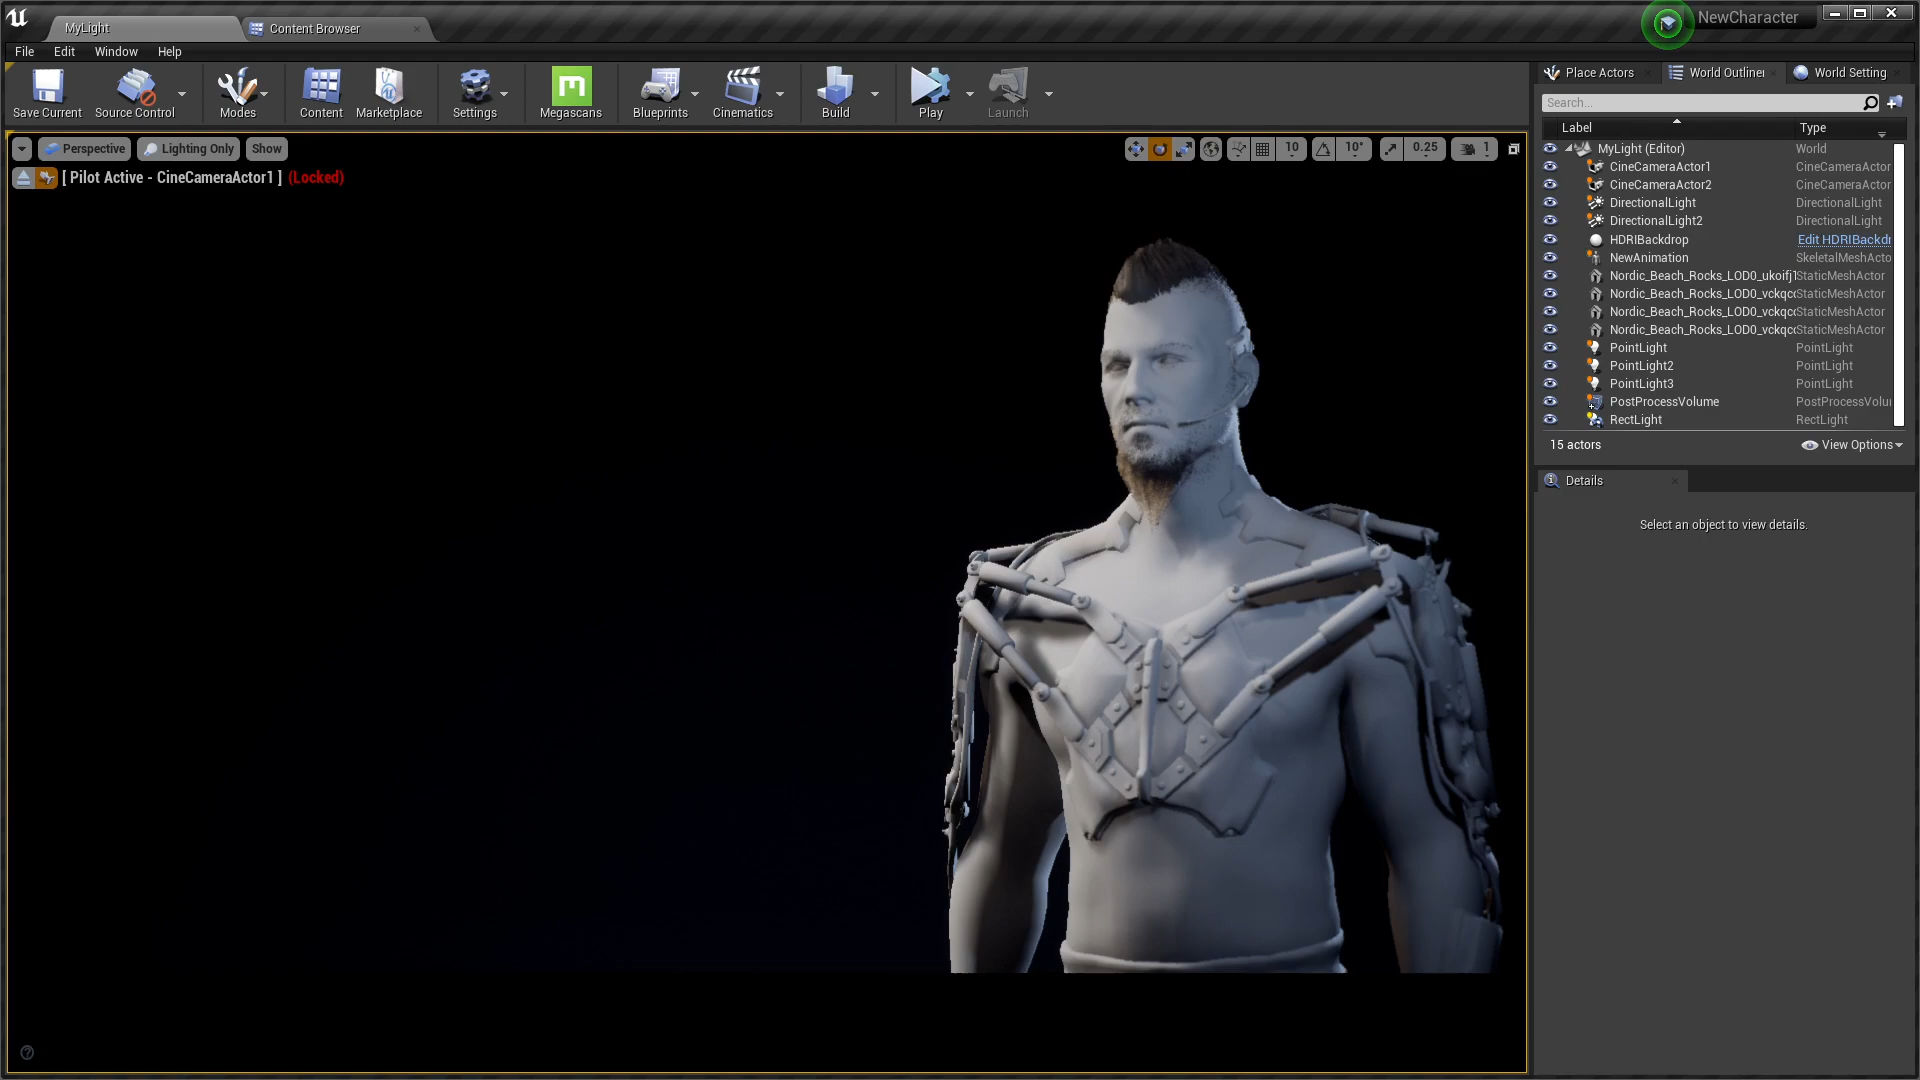 MyLight
Content Browser
NewCharacter
File Edit Window Help
Save Current
Source Control
Modes
Content
Marketplace
Settings
Megascans
Blueprints
Cinematics
Build
Play
Launch
Perspective
Lighting Only
Show
10
10°
0.25
1
[ Pilot Active - CineCameraActor1 ] (Locked)
Place Actors
World Outliner
World Setting
Search...
Label Type
MyLight (Editor) World
CineCameraActor1 CineCameraActor
CineCameraActor2 CineCameraActor
DirectionalLight DirectionalLight
DirectionalLight2 DirectionalLight
HDRIBackdrop Edit HDRIBackdr
NewAnimation SkeletalMeshActo
Nordic_Beach_Rocks_LOD0_ukoifj1 StaticMeshActor
Nordic_Beach_Rocks_LOD0_vckqcc StaticMeshActor
Nordic_Beach_Rocks_LOD0_vckqcc StaticMeshActor
Nordic_Beach_Rocks_LOD0_vckqcc StaticMeshActor
PointLight PointLight
PointLight2 PointLight
PointLight3 PointLight
PostProcessVolume PostProcessVolu
RectLight RectLight
15 actors
View Options
Details
Select an object to view details.